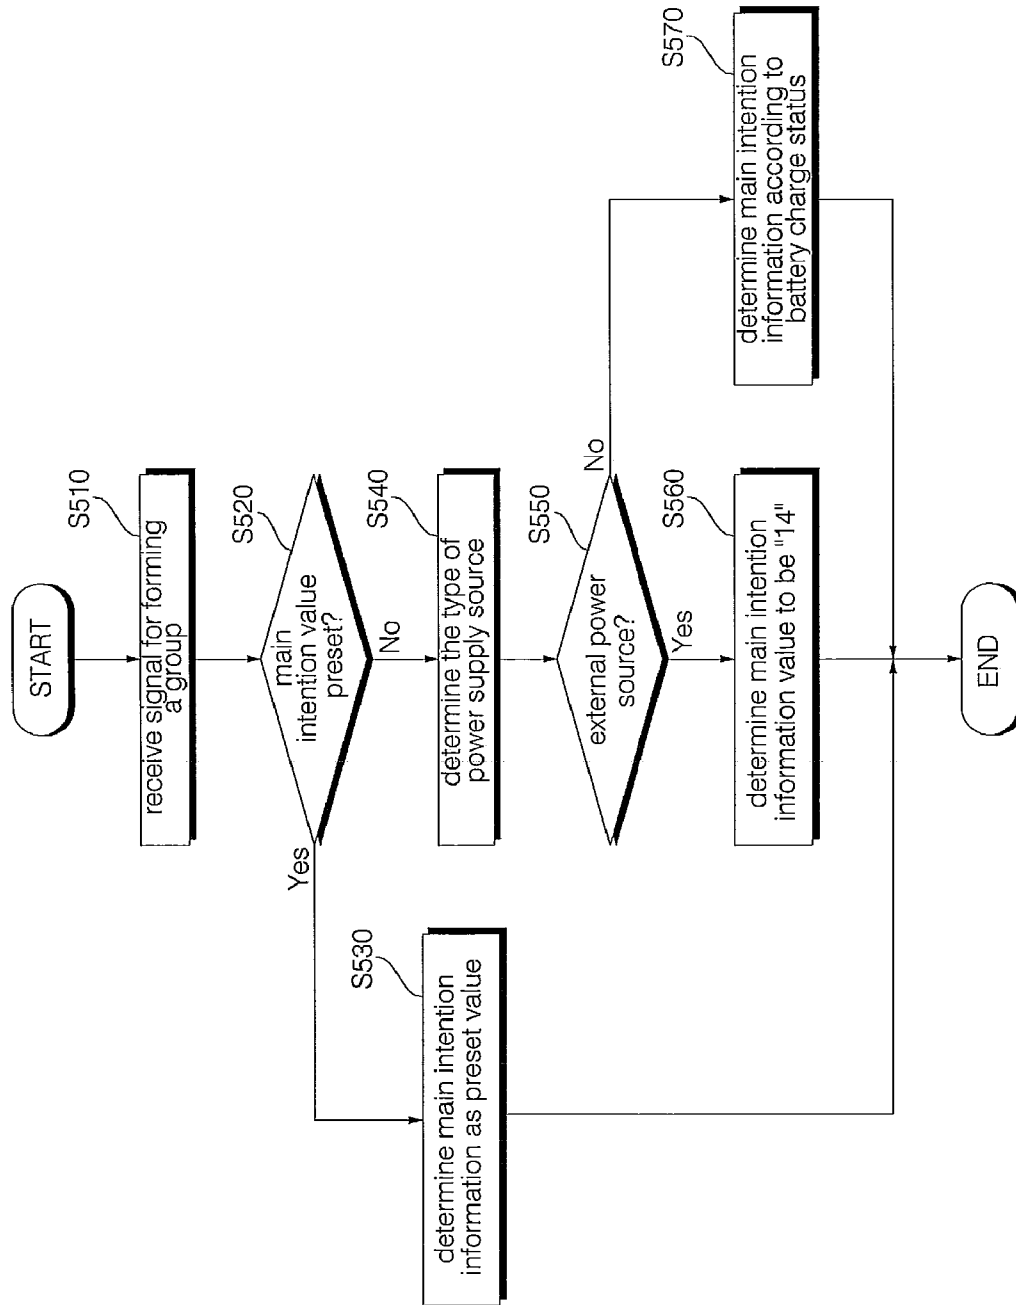 START
S510
receive signal for forming
a group
S520
main
intention value
preset?
Yes
No
S530
determine main intention
information as preset value
S540
determine the type of
power supply source
S550
external power
source?
No
Yes
S560
determine main intention
information value to be "14"
S570
determine main intention
information according to
battery charge status
END